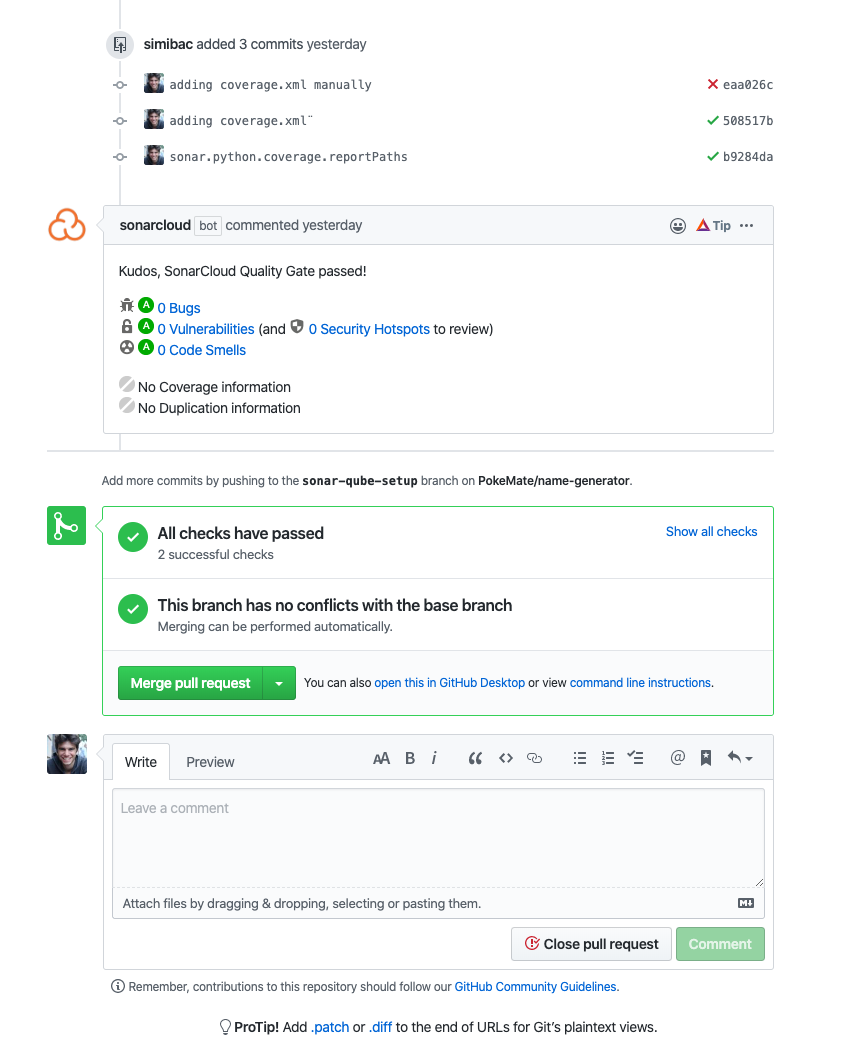 simibac added 3 commits yesterday
adding coverage.xml manually eaa026c
adding coverage.xml¨ 508517b
sonar.python.coverage.reportPaths b9284da
sonarcloud bot commented yesterday Tip
Kudos, SonarCloud Quality Gate passed!
A 0 Bugs
A 0 Vulnerabilities (and 0 Security Hotspots to review)
A 0 Code Smells
No Coverage information
No Duplication information
Add more commits by pushing to the sonar-qube-setup branch on PokeMate/name-generator.
All checks have passed Show all checks
2 successful checks
This branch has no conflicts with the base branch
Merging can be performed automatically.
Merge pull request You can also open this in GitHub Desktop or view command line instructions.
Write Preview AA B i
Leave a comment
Attach files by dragging & dropping, selecting or pasting them.
Close pull request Comment
Remember, contributions to this repository should follow our GitHub Community Guidelines.
ProTip! Add .patch or .diff to the end of URLs for Git's plaintext views.